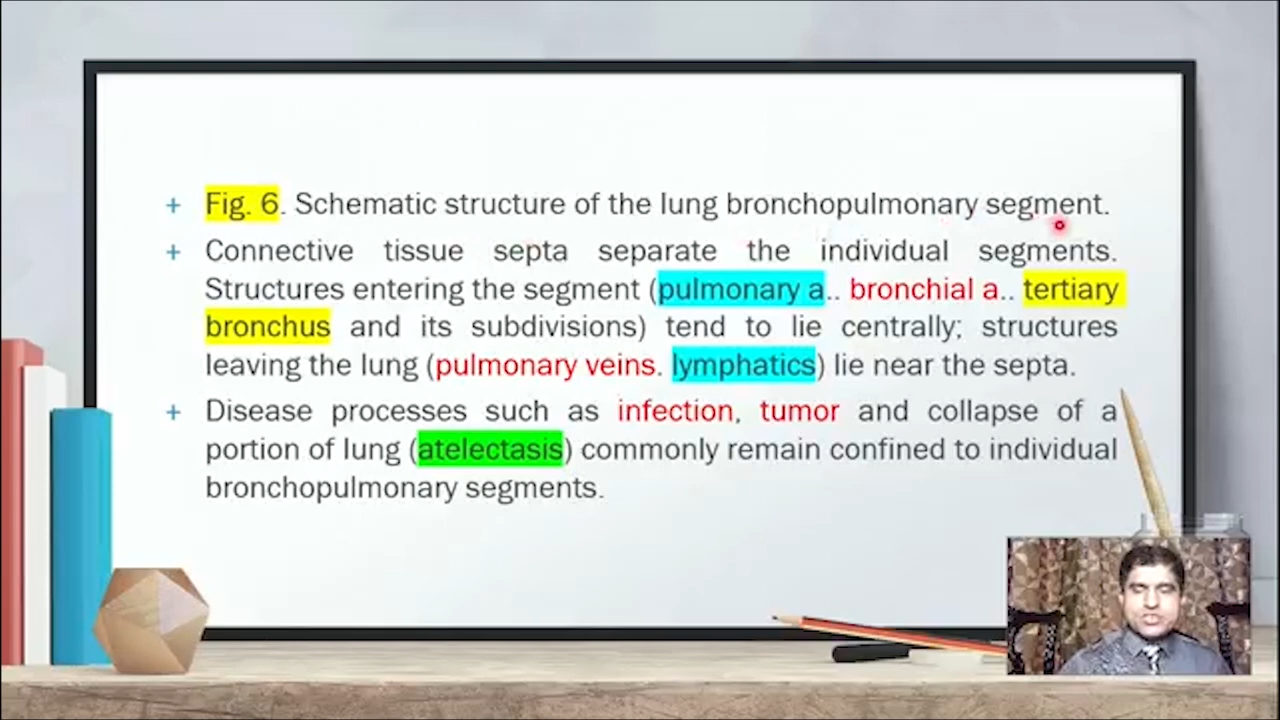 + Fig. 6. Schematic structure of the lung bronchopulmonary segment.
+ Connective tissue septa separate the individual segments.
Structures entering the segment (pulmonary a.. bronchial a.. tertiary
bronchus and its subdivisions) tend to lie centrally; structures
leaving the lung (pulmonary veins. lymphatics) lie near the septa.
+ Disease processes such as infection, tumor and collapse of a
portion of lung (atelectasis) commonly remain confined to individual
bronchopulmonary segments.